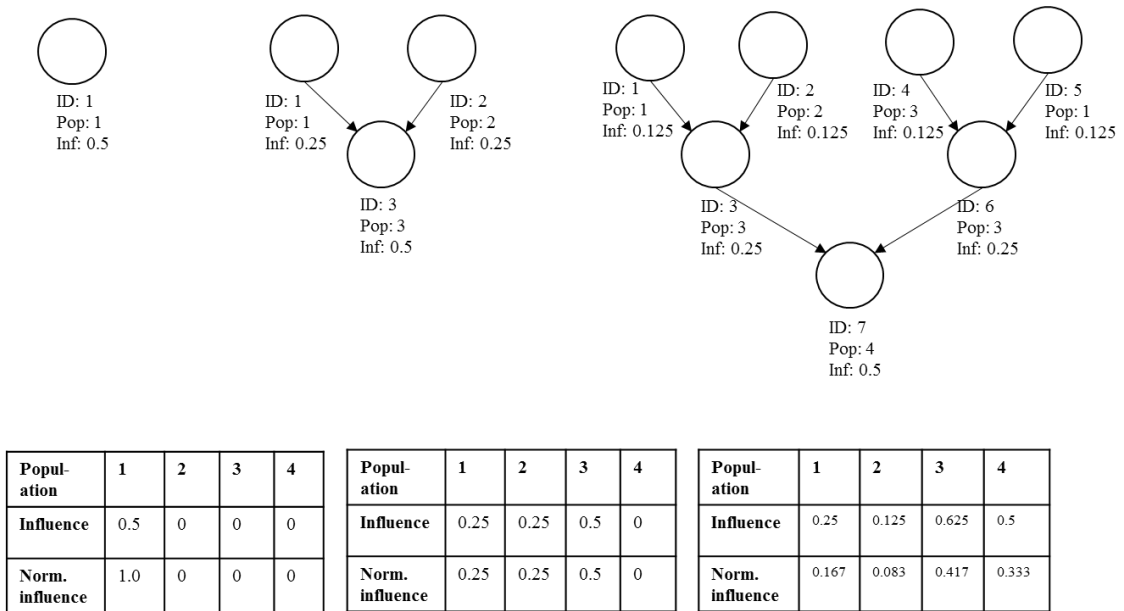 ID: 1
Pop: 1
Inf: 0.5
ID: 1
Pop: 1
Inf: 0.25
ID: 2
Pop: 2
Inf: 0.25
ID: 3
Pop: 3
Inf: 0.5
ID: 1
Pop: 1
Inf: 0.125
ID: 2
Pop: 2
Inf: 0.125
ID: 4
Pop: 3
Inf: 0.125
ID: 5
Pop: 1
Inf: 0.125
ID: 3
Pop: 3
Inf: 0.25
ID: 6
Pop: 3
Inf: 0.25
ID: 7
Pop: 4
Inf: 0.5
Popul-
ation 1 2 3 4
Influence 0.5 0 0 0
Norm.
influence 1.0 0 0 0
Popul-
ation 1 2 3 4
Influence 0.25 0.25 0.5 0
Norm.
influence 0.25 0.25 0.5 0
Popul-
ation 1 2 3 4
Influence 0.25 0.125 0.625 0.5
Norm.
influence 0.167 0.083 0.417 0.333